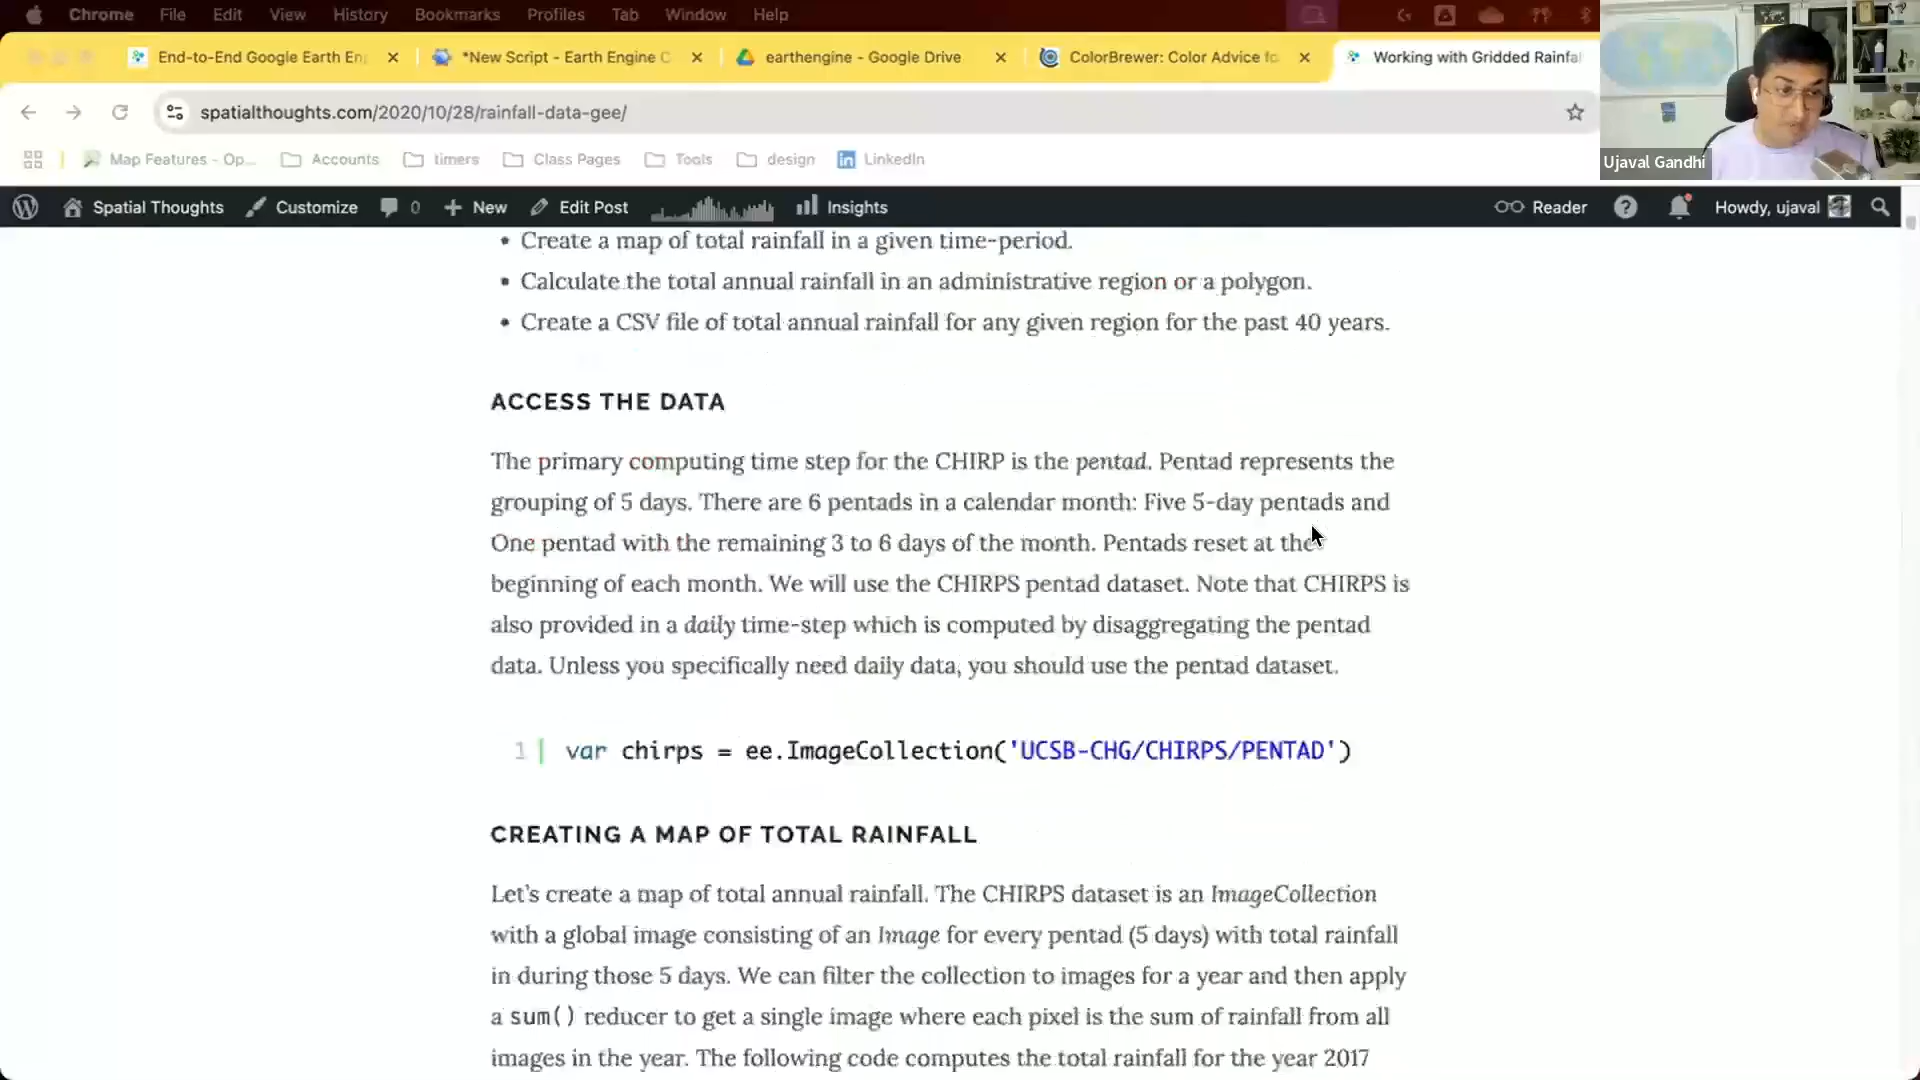 Chrome File Edit View History Bookmarks Profiles Tab Window Help
End-to-End Google Earth En
*New Script - Earth Engine C
earthengine - Google Drive
ColorBrewer: Color Advice fo
Working with Gridded Rainfal
spatialthoughts.com/2020/10/28/rainfall-data-gee/
Map Features - Op... Accounts timers Class Pages Tools design LinkedIn
Ujaval Gandhi
Spatial Thoughts Customize 0 New Edit Post Insights Reader Howdy, ujaval
• Create a map of total rainfall in a given time-period.
• Calculate the total annual rainfall in an administrative region or a polygon.
• Create a CSV file of total annual rainfall for any given region for the past 40 years.
ACCESS THE DATA
The primary computing time step for the CHIRP is the pentad. Pentad represents the
grouping of 5 days. There are 6 pentads in a calendar month: Five 5-day pentads and
One pentad with the remaining 3 to 6 days of the month. Pentads reset at the
beginning of each month. We will use the CHIRPS pentad dataset. Note that CHIRPS is
also provided in a daily time-step which is computed by disaggregating the pentad
data. Unless you specifically need daily data, you should use the pentad dataset.
1 var chirps = ee.ImageCollection('UCSB-CHG/CHIRPS/PENTAD')
CREATING A MAP OF TOTAL RAINFALL
Let's create a map of total annual rainfall. The CHIRPS dataset is an ImageCollection
with a global image consisting of an Image for every pentad (5 days) with total rainfall
in during those 5 days. We can filter the collection to images for a year and then apply
a sum() reducer to get a single image where each pixel is the sum of rainfall from all
images in the year. The following code computes the total rainfall for the year 2017